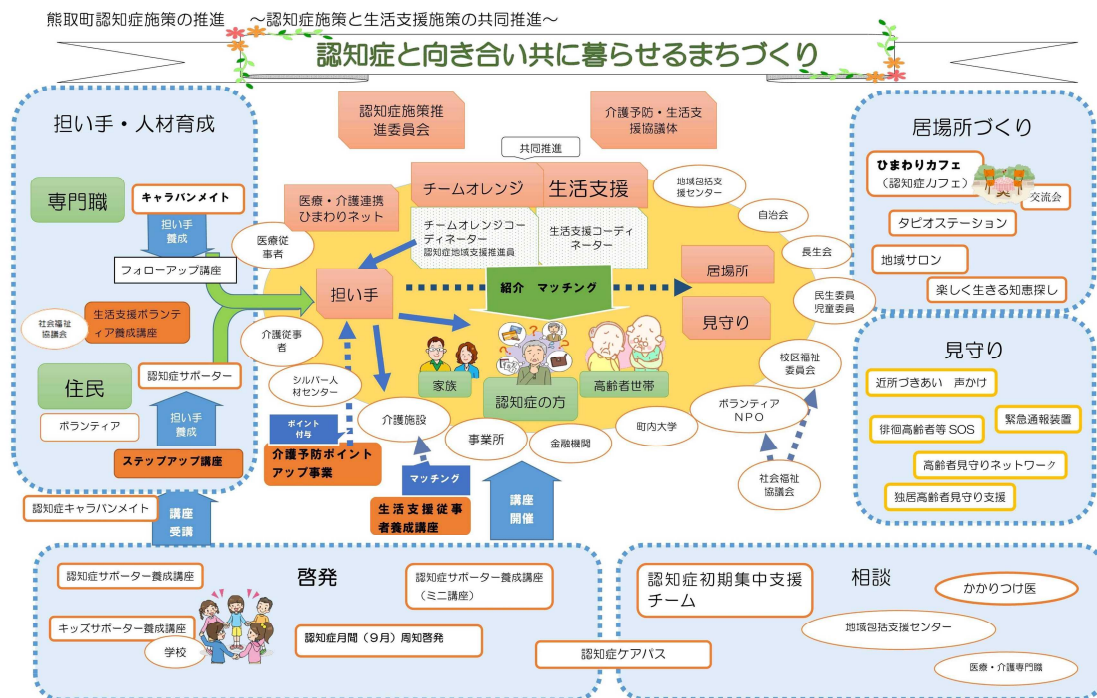 熊取町認知症施策の推進　～認知症施策と生活支援施策の共同推進～
認知症と向き合い共に暮らせるまちづくり
担い手・人材育成
専門職
キャラバンメイト
担い手
養成
フォローアップ講座
社会福祉
協議会
生活支援ボランティ
ィア養成講座
住民
認知症サポーター
ボランティア
担い手
養成
ステップアップ講座
認知症キャラバンメイト
講座
受講
認知症施策推
進委員会
介護予防・生活支
援協議体
共同推進
チームオレンジ
生活支援
医療・介護連携
ひまわりネット
チームオレンジコー
ディネーター
認知症地域支援推進員
生活支援コーディ
ネーター
地域包括支
援センター
自治会
長生会
民生委員
児童委員
校区福祉
委員会
ボランティア
NPO
町内大学
金融機関
事業所
介護施設
シルバー人
材センター
介護従事
者
医療従
事者
担い手
紹介　マッチング
居場所
見守り
家族
認知症の方
高齢者世帯
ポイント
付与
介護予防ポイント
アップ事業
マッチング
生活支援従事
者養成講座
講座
開催
社会福祉
協議会
居場所づくり
ひまわりカフェ
（認知症カフェ）
交流会
タピオステーション
地域サロン
楽しく生きる知恵探し
見守り
近所づきあい　声かけ
緊急通報装置
徘徊高齢者等 SOS
高齢者見守りネットワーク
独居高齢者見守り支援
啓発
認知症サポーター養成講座
認知症サポーター養成講座
（ミニ講座）
キッズサポーター養成講座
学校
認知症月間（9月）周知啓発
認知症ケアパス
相談
認知症初期集中支援
チーム
かかりつけ医
地域包括支援センター
医療・介護専門職